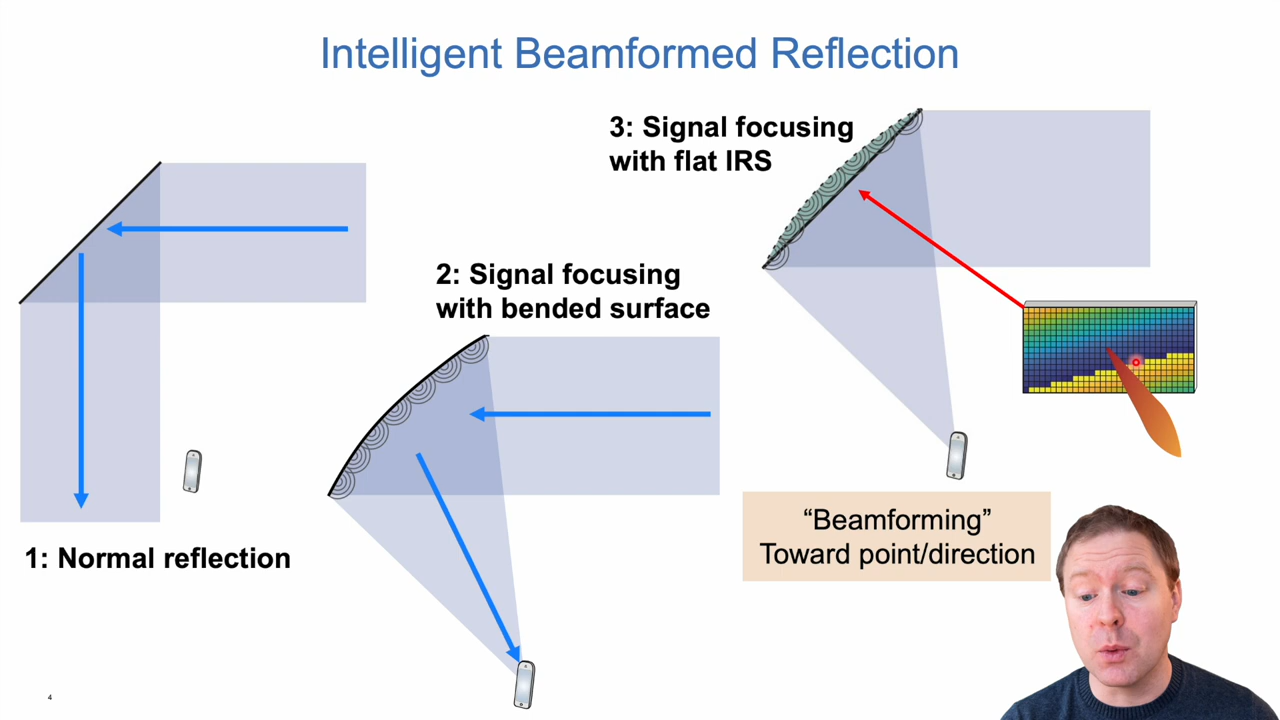 Intelligent Beamformed Reflection
1: Normal reflection
2: Signal focusing
with bended surface
3: Signal focusing
with flat IRS
“Beamforming”
Toward point/direction
4